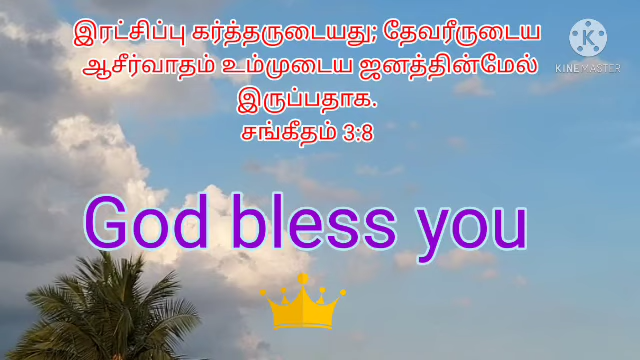 இரட்சிப்பு கர்த்தருடையது; தேவரீருடைய
ஆசீர்வாதம் உம்முடைய ஜனத்தின்மேல்
இருப்பதாக.
சங்கீதம் 3:8
God bless you
KINEMASTER